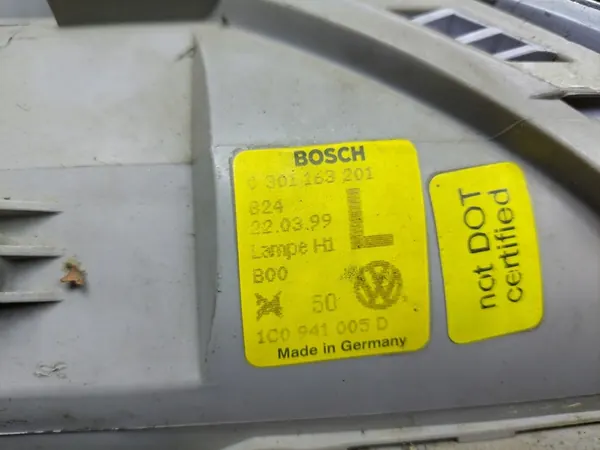 BOSCH
0 301 163 201
824
22.03.99
L
Lampe H1
B00
50
1C0 941 005 D
Made in Germany
not DOT
certified